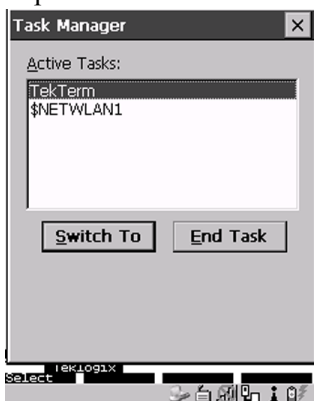 Task Manager
Active Tasks:
TekTerm
$NETWLAN1
Switch To
End Task
Teklogix
Select